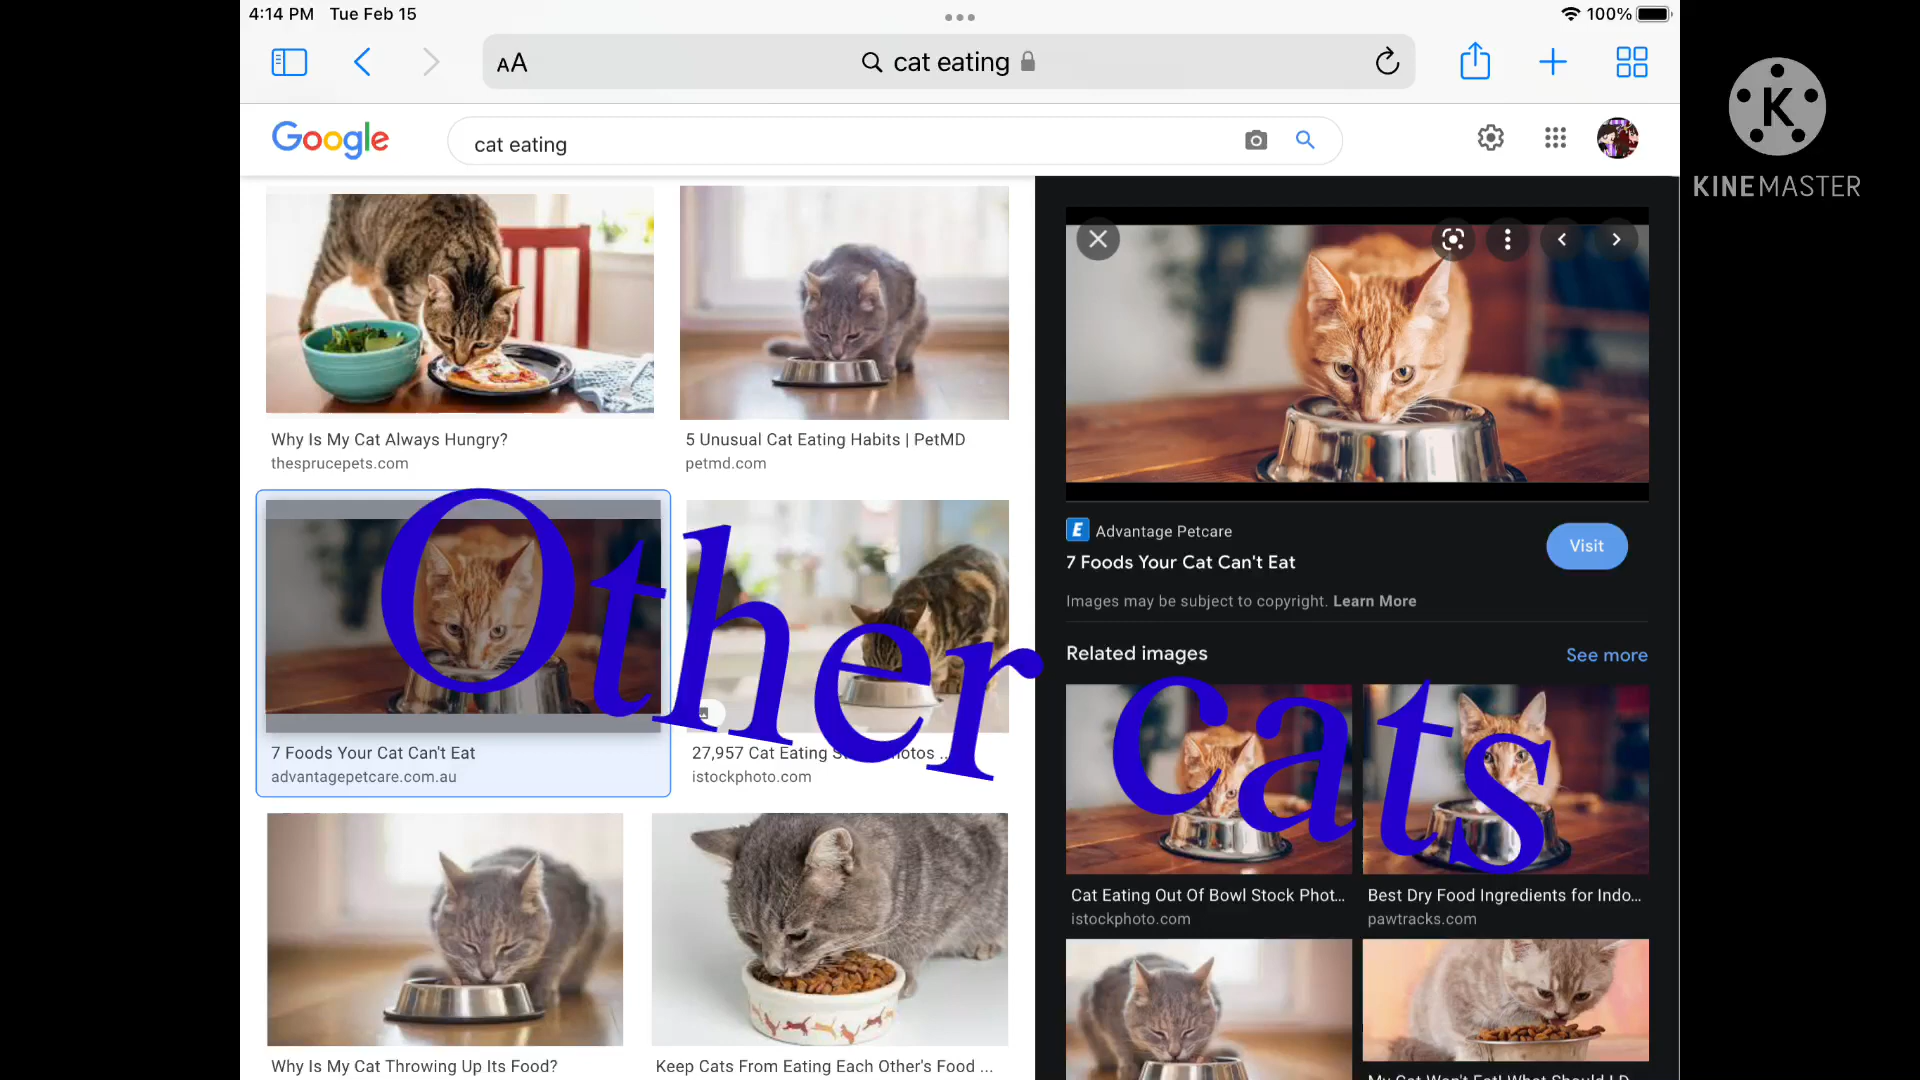 4:14 PM Tue Feb 15
100%
AA
cat eating
Google
cat eating
KINEMASTER
Why Is My Cat Always Hungry?
thesprucepets.com
5 Unusual Cat Eating Habits | PetMD
petmd.com
7 Foods Your Cat Can't Eat
advantagepetcare.com.au
27,957 Cat Eating
istockphoto.com
Why Is My Cat Throwing Up Its Food?
Keep Cats From Eating Each Other's Food ...
Other cats
E Advantage Petcare
7 Foods Your Cat Can't Eat
Visit
Images may be subject to copyright. Learn More
Related images
See more
Cat Eating Out Of Bowl Stock Phot...
istockphoto.com
Best Dry Food Ingredients for Indo...
pawtracks.com